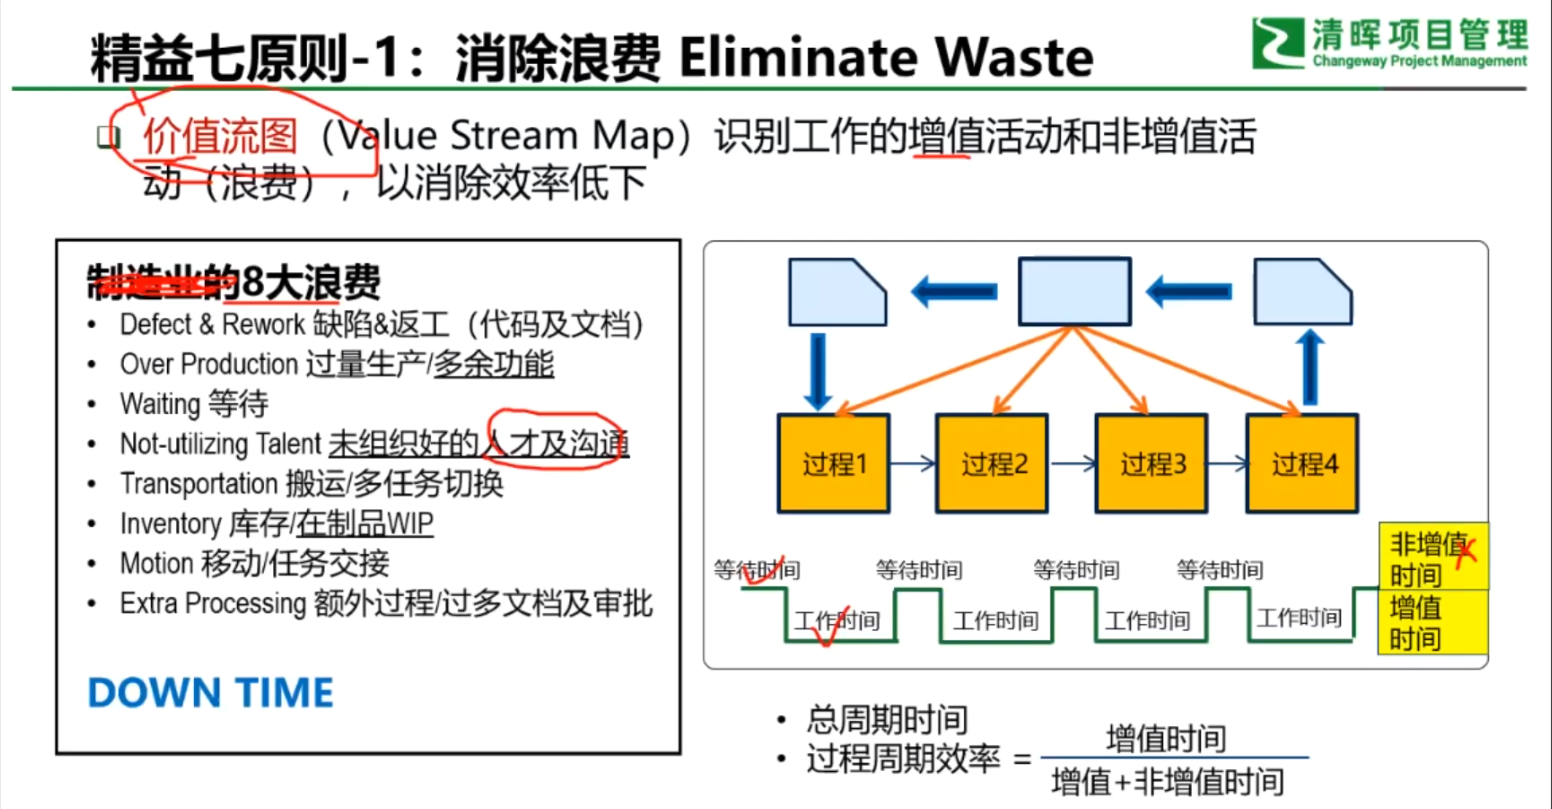 精益七原则-1：消除浪费 Eliminate Waste
清晖项目管理
Changeway Project Management
价值流图（Value Stream Map）识别工作的增值活动和非增值活
动（浪费），以消除效率低下
制造业的8大浪费
• Defect & Rework 缺陷&返工（代码及文档）
• Over Production 过量生产/多余功能
• Waiting 等待
• Not-utilizing Talent 未组织好的人才及沟通
• Transportation 搬运/多任务切换
• Inventory 库存/在制品WIP
• Motion 移动/任务交接
• Extra Processing 额外过程/过多文档及审批
DOWN TIME
过程1 过程2 过程3 过程4
等待时间 等待时间 等待时间 等待时间
非增值
时间
工作时间 工作时间 工作时间 工作时间
增值
时间
• 总周期时间
• 过程周期效率 =
增值时间
增值+非增值时间